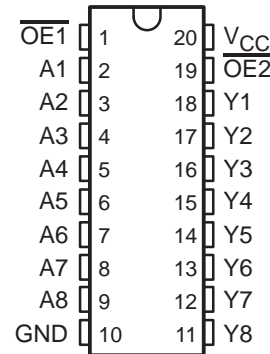 OE1 1 20 VCC
A1 2 19 OE2
A2 3 18 Y1
A3 4 17 Y2
A4 5 16 Y3
A5 6 15 Y4
A6 7 14 Y5
A7 8 13 Y6
A8 9 12 Y7
GND 10 11 Y8